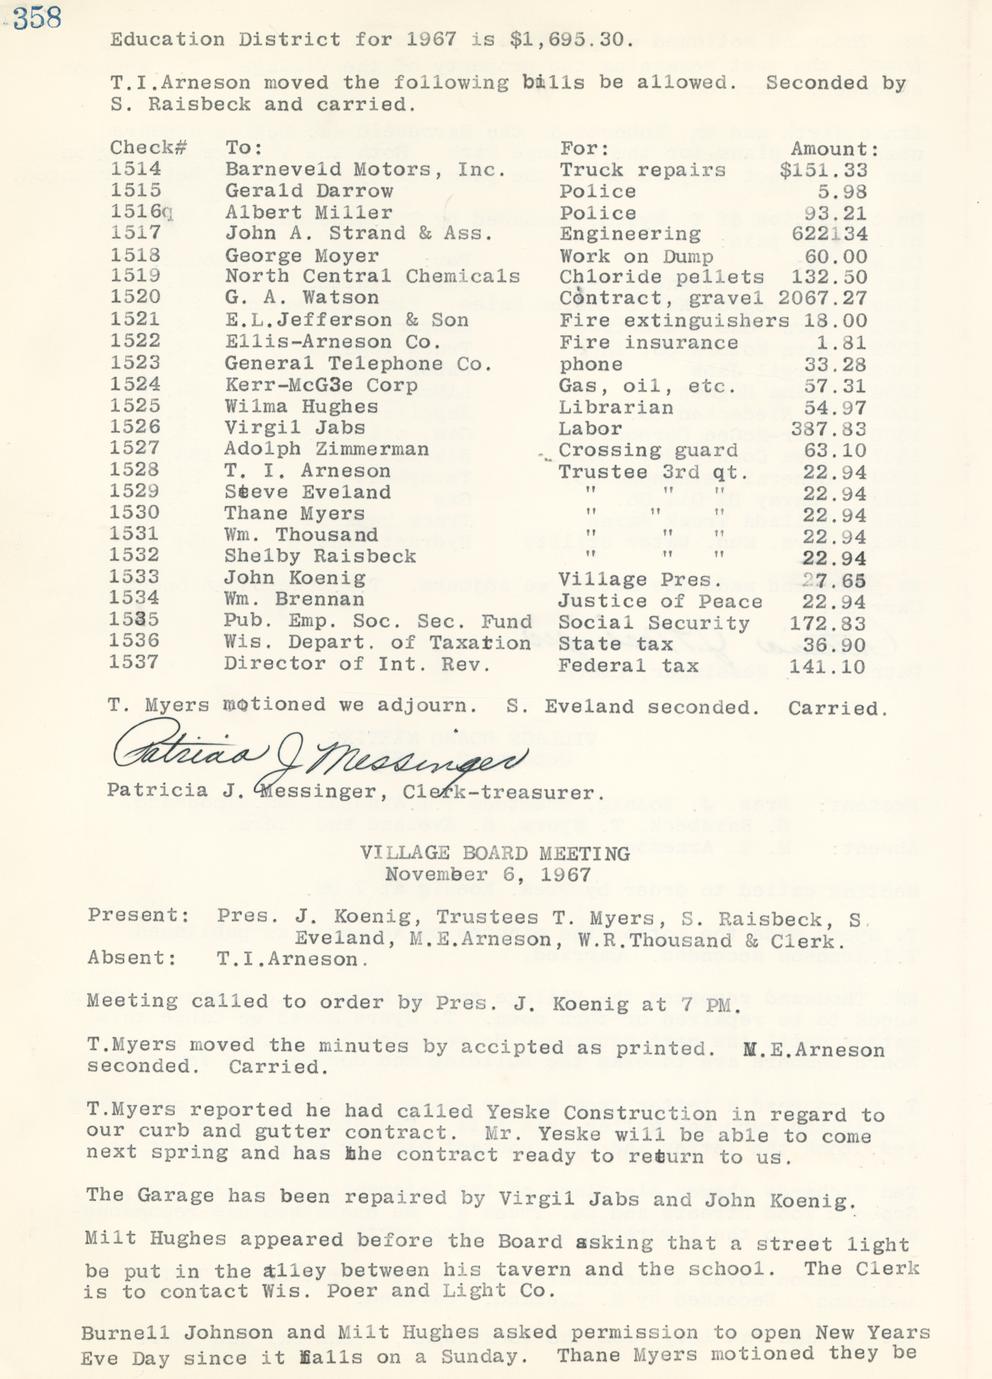 358
Education District for 1967 is $1,695.30.
T.I.Arneson moved the following bills be allowed. Seconded by
S. Raisbeck and carried.
Check# To: For: Amount:
1514 Barneveld Motors, Inc. Truck repairs $151.33
1515 Gerald Darrow Police 5.98
1516q Albert Miller Police 93.21
1517 John A. Strand & Ass. Engineering 622134
1518 George Moyer Work on Dump 60.00
1519 North Central Chemicals Chloride pellets 132.50
1520 G. A. Watson Contract, gravel 2067.27
1521 E.L.Jefferson & Son Fire extinguishers 18.00
1522 Ellis-Arneson Co. Fire insurance 1.81
1523 General Telephone Co. phone 33.28
1524 Kerr-McG3e Corp Gas, oil, etc. 57.31
1525 Wilma Hughes Librarian 54.97
1526 Virgil Jabs Labor 387.83
1527 Adolph Zimmerman Crossing guard 63.10
1528 T. I. Arneson Trustee 3rd qt. 22.94
1529 Steve Eveland " " " 22.94
1530 Thane Myers " " " 22.94
1531 Wm. Thousand " " " 22.94
1532 Shelby Raisbeck " " " 22.94
1533 John Koenig Village Pres. 27.65
1534 Wm. Brennan Justice of Peace 22.94
1535 Pub. Emp. Soc. Sec. Fund Social Security 172.83
1536 Wis. Depart. of Taxation State tax 36.90
1537 Director of Int. Rev. Federal tax 141.10
T. Myers motioned we adjourn. S. Eveland seconded. Carried.
Patricia J Messinger
Patricia J. Messinger, Clerk-treasurer.
VILLAGE BOARD MEETING
November 6, 1967
Present: Pres. J. Koenig, Trustees T. Myers, S. Raisbeck, S.
Eveland, M.E.Arneson, W.R.Thousand & Clerk.
Absent: T.I.Arneson.
Meeting called to order by Pres. J. Koenig at 7 PM.
T.Myers moved the minutes by accipted as printed. M.E.Arneson
seconded. Carried.
T.Myers reported he had called Yeske Construction in regard to
our curb and gutter contract. Mr. Yeske will be able to come
next spring and has the contract ready to return to us.
The Garage has been repaired by Virgil Jabs and John Koenig.
Milt Hughes appeared before the Board asking that a street light
be put in the alley between his tavern and the school. The Clerk
is to contact Wis. Poer and Light Co.
Burnell Johnson and Milt Hughes asked permission to open New Years
Eve Day since it falls on a Sunday. Thane Myers motioned they be